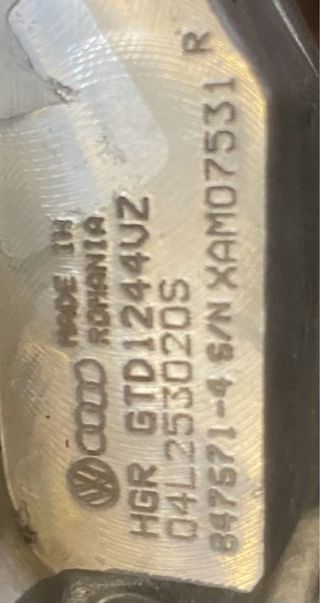 MADE IN
ROMANIA
HGR GTD1244VZ
04L253020S
847571-4 S/N XAM07531 R